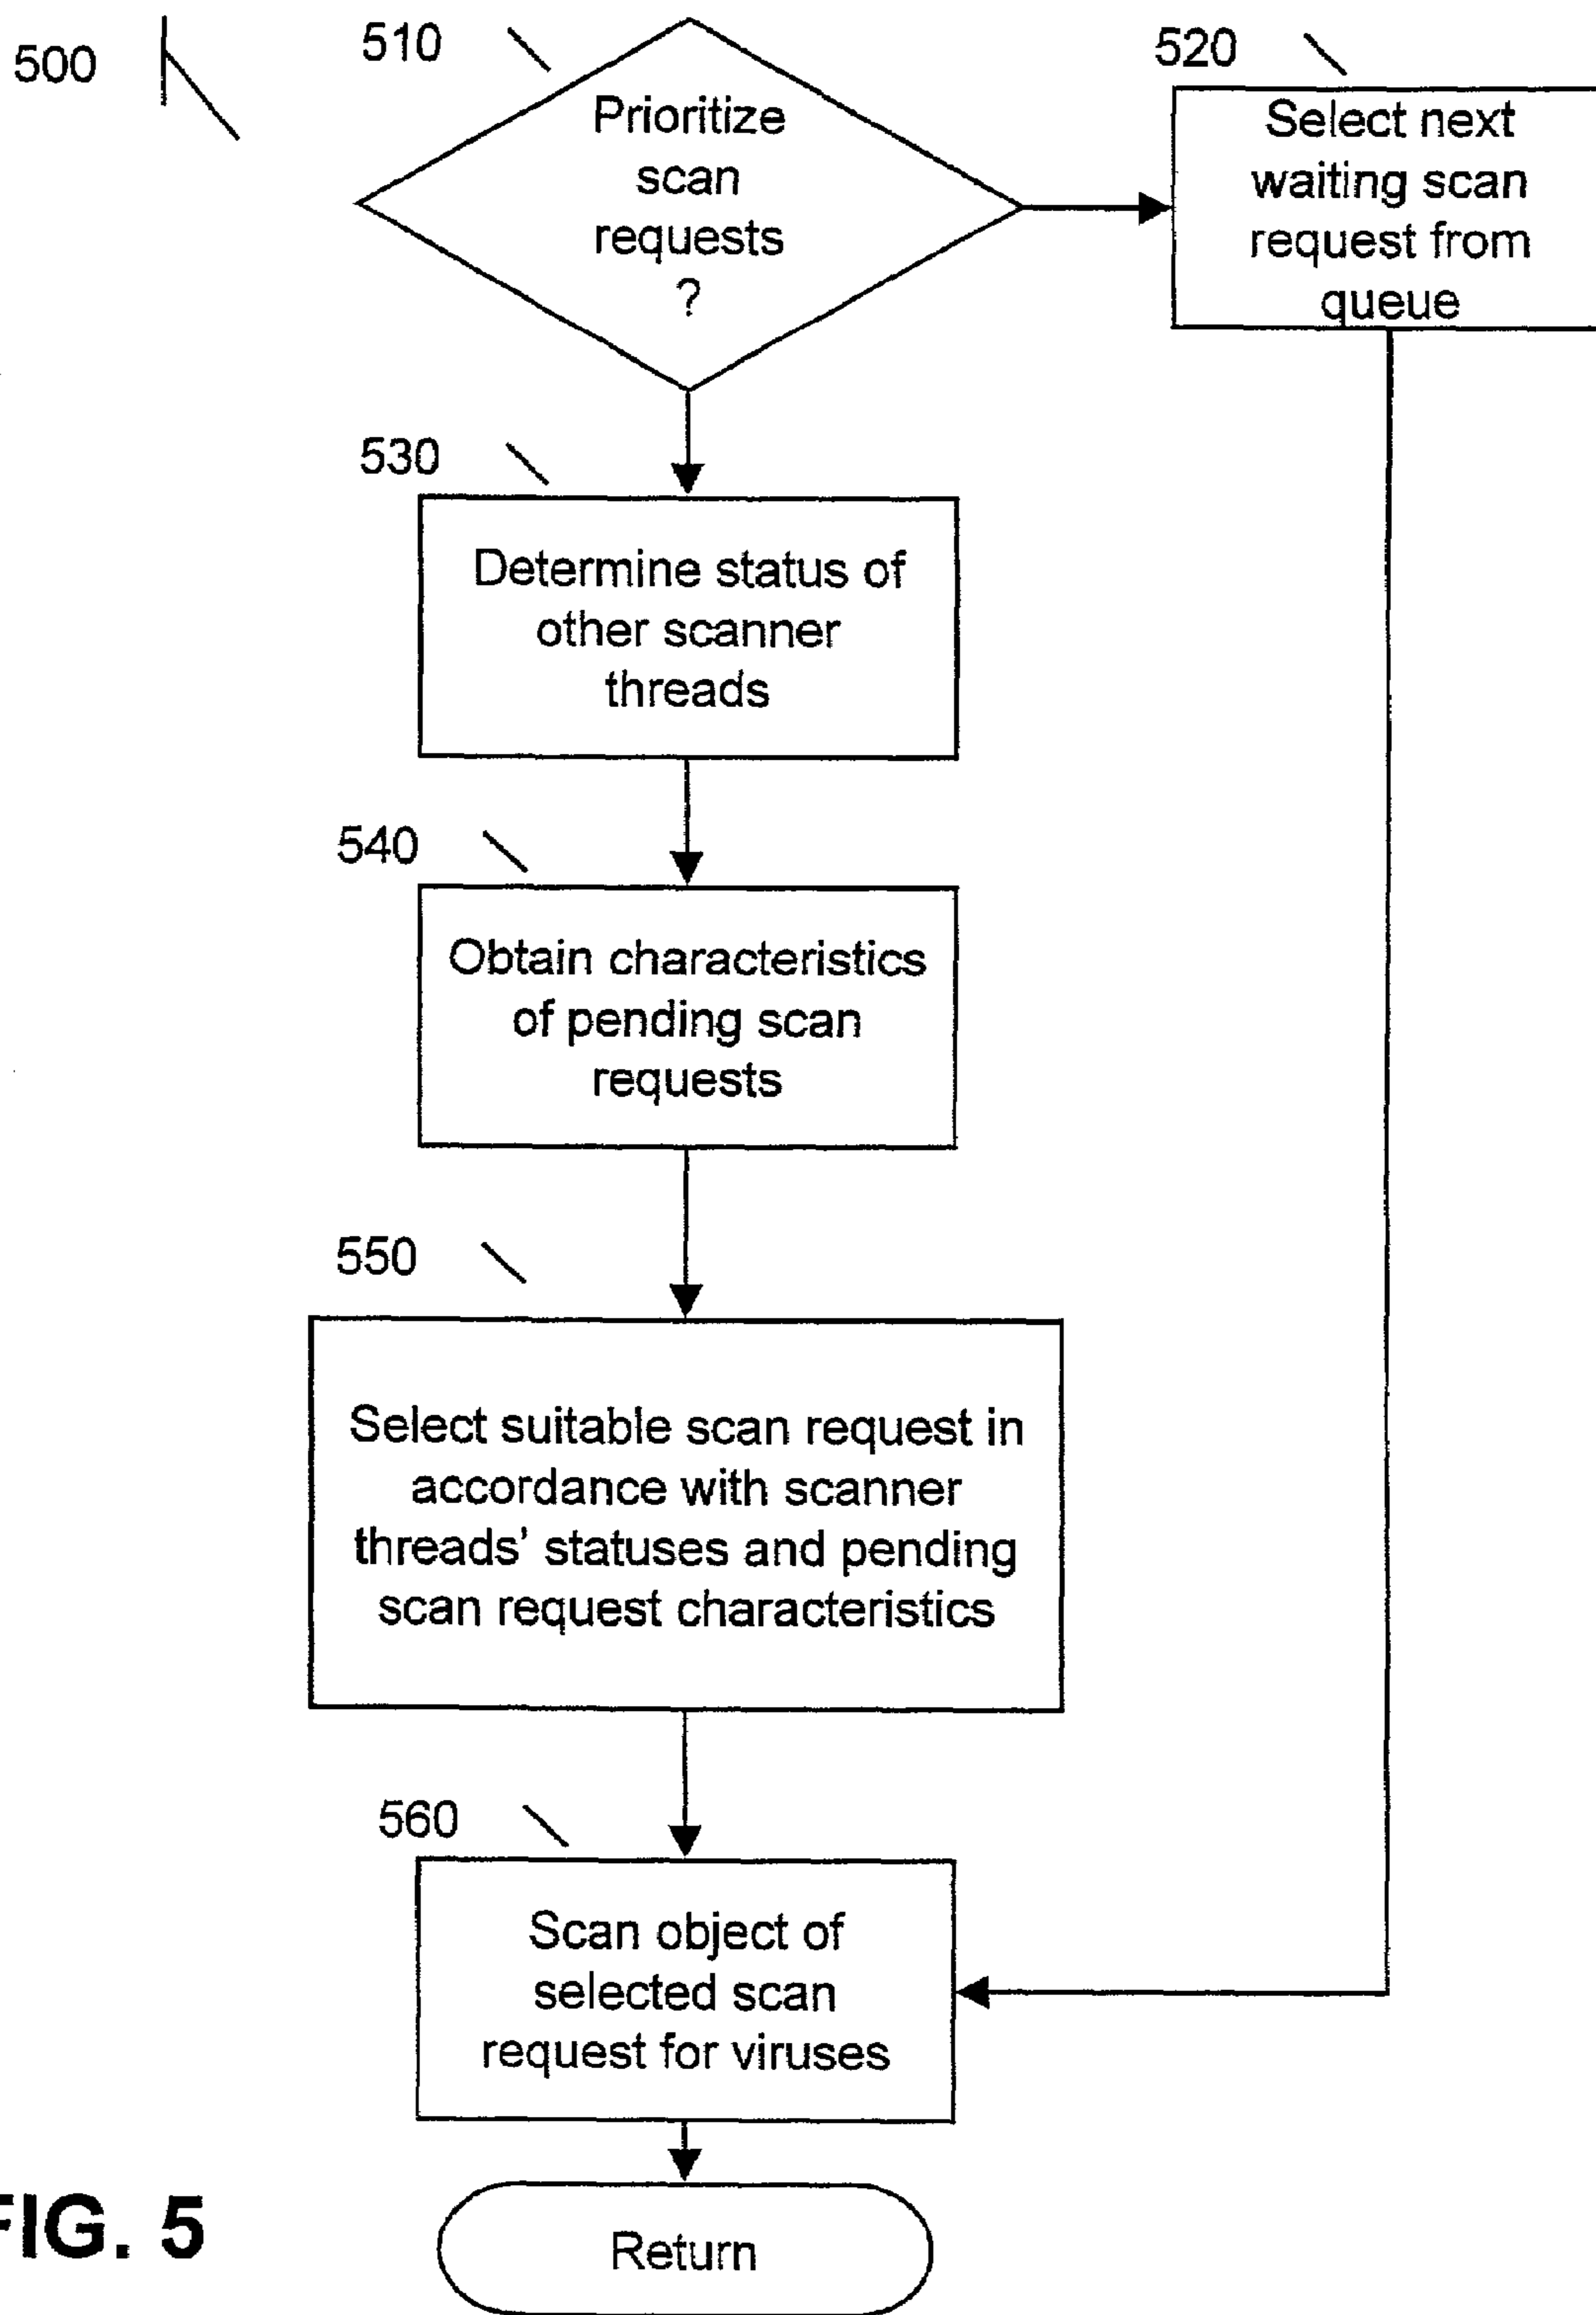 500
510
Prioritize
scan
requests
?
520
Select next
waiting scan
request from
queue
530
Determine status of
other scanner
threads
540
Obtain characteristics
of pending scan
requests
550
Select suitable scan request in
accordance with scanner
threads' statuses and pending
scan request characteristics
560
Scan object of
selected scan
request for viruses
Return
FIG. 5